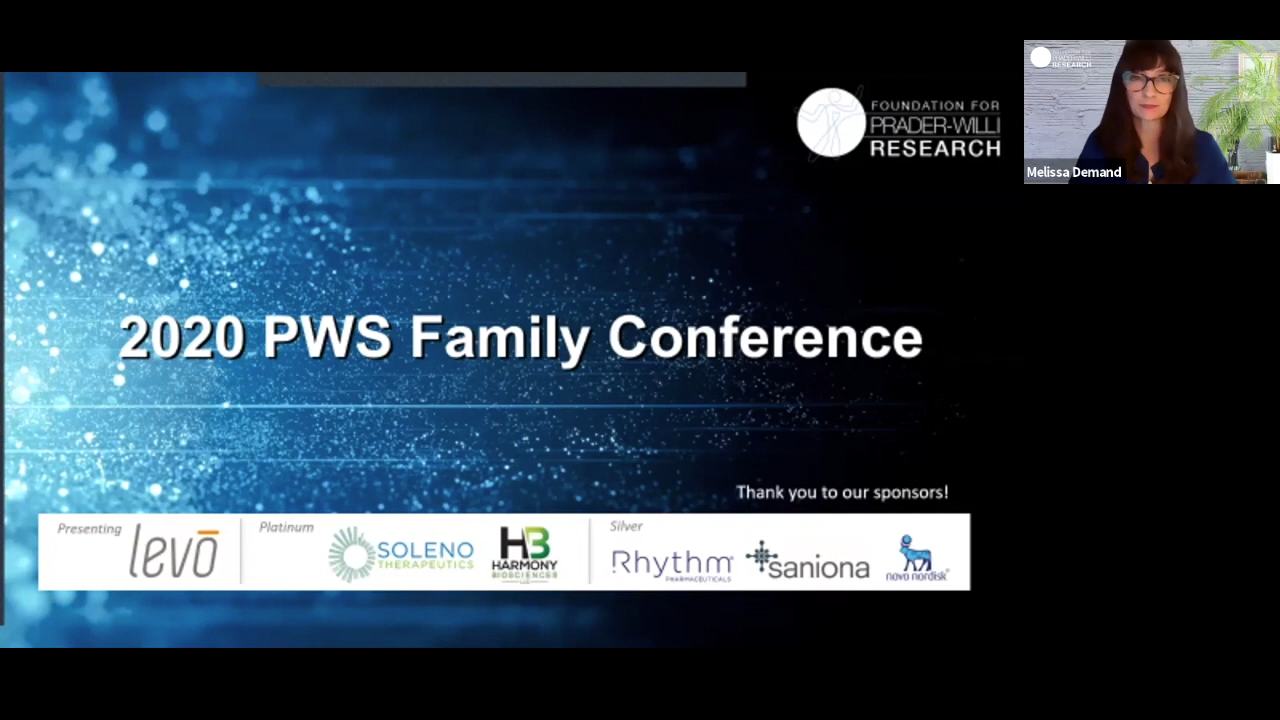 FOUNDATION FOR
PRADER-WILLI
RESEARCH
RESEARCH
Melissa Demand
2020 PWS Family Conference
Thank you to our sponsors!
Presenting
levō
Platinum
SOLENO
THERAPEUTICS
HARMONY
BIOSCIENCES
Silver
Rhythm
PHARMACEUTICALS
saniona
novo nordisk